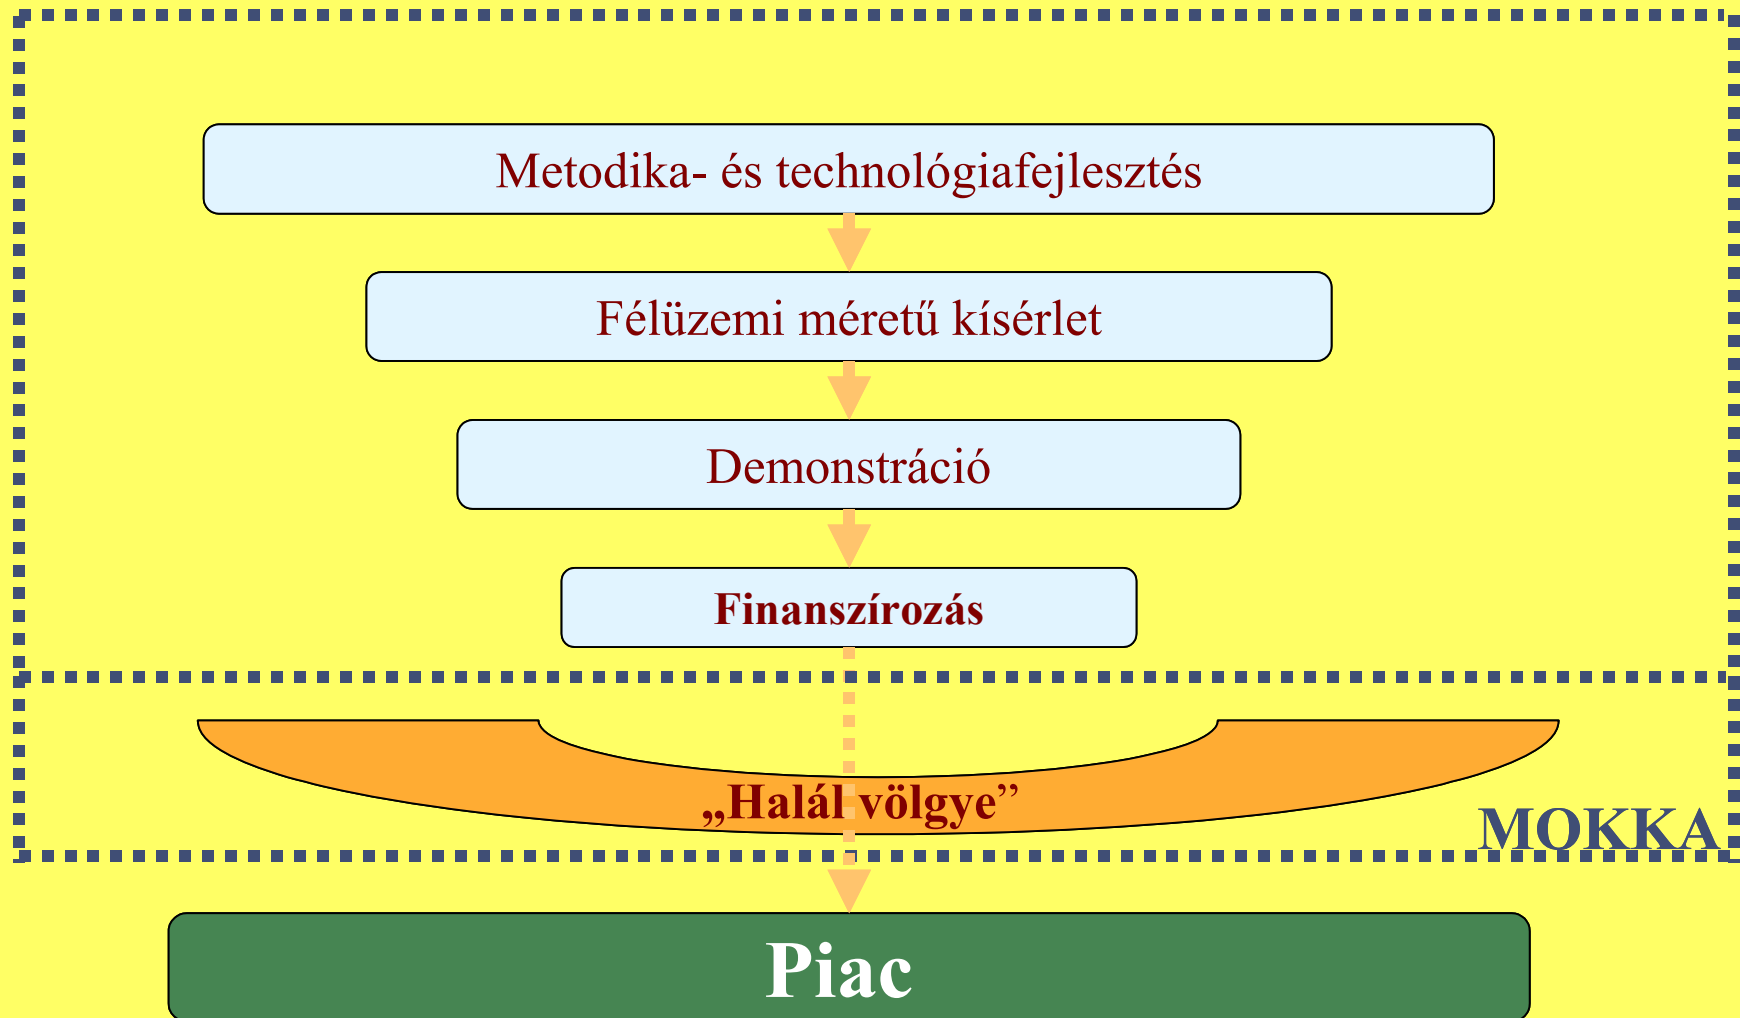 Metodika- és technológiafejlesztés
Félüzemi méretű kísérlet
Demonstráció
Finanszírozás
„Halál völgye”
MOKKA
Piac